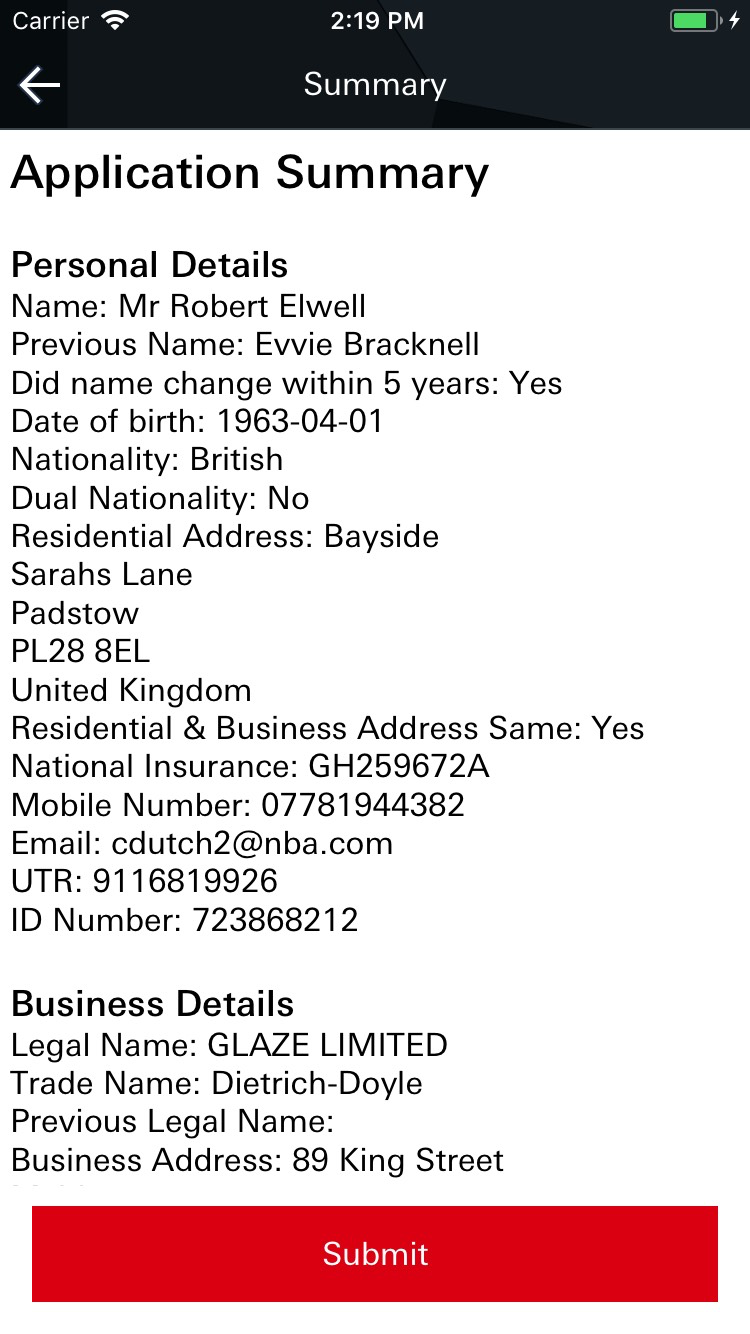 Carrier 2:19 PM
Summary
Application Summary
Personal Details
Name: Mr Robert Elwell
Previous Name: Evvie Bracknell
Did name change within 5 years: Yes
Date of birth: 1963-04-01
Nationality: British
Dual Nationality: No
Residential Address: Bayside
Sarahs Lane
Padstow
PL28 8EL
United Kingdom
Residential & Business Address Same: Yes
National Insurance: GH259672A
Mobile Number: 07781944382
Email: cdutch2@nba.com
UTR: 9116819926
ID Number: 723868212
Business Details
Legal Name: GLAZE LIMITED
Trade Name: Dietrich-Doyle
Previous Legal Name:
Business Address: 89 King Street
Submit